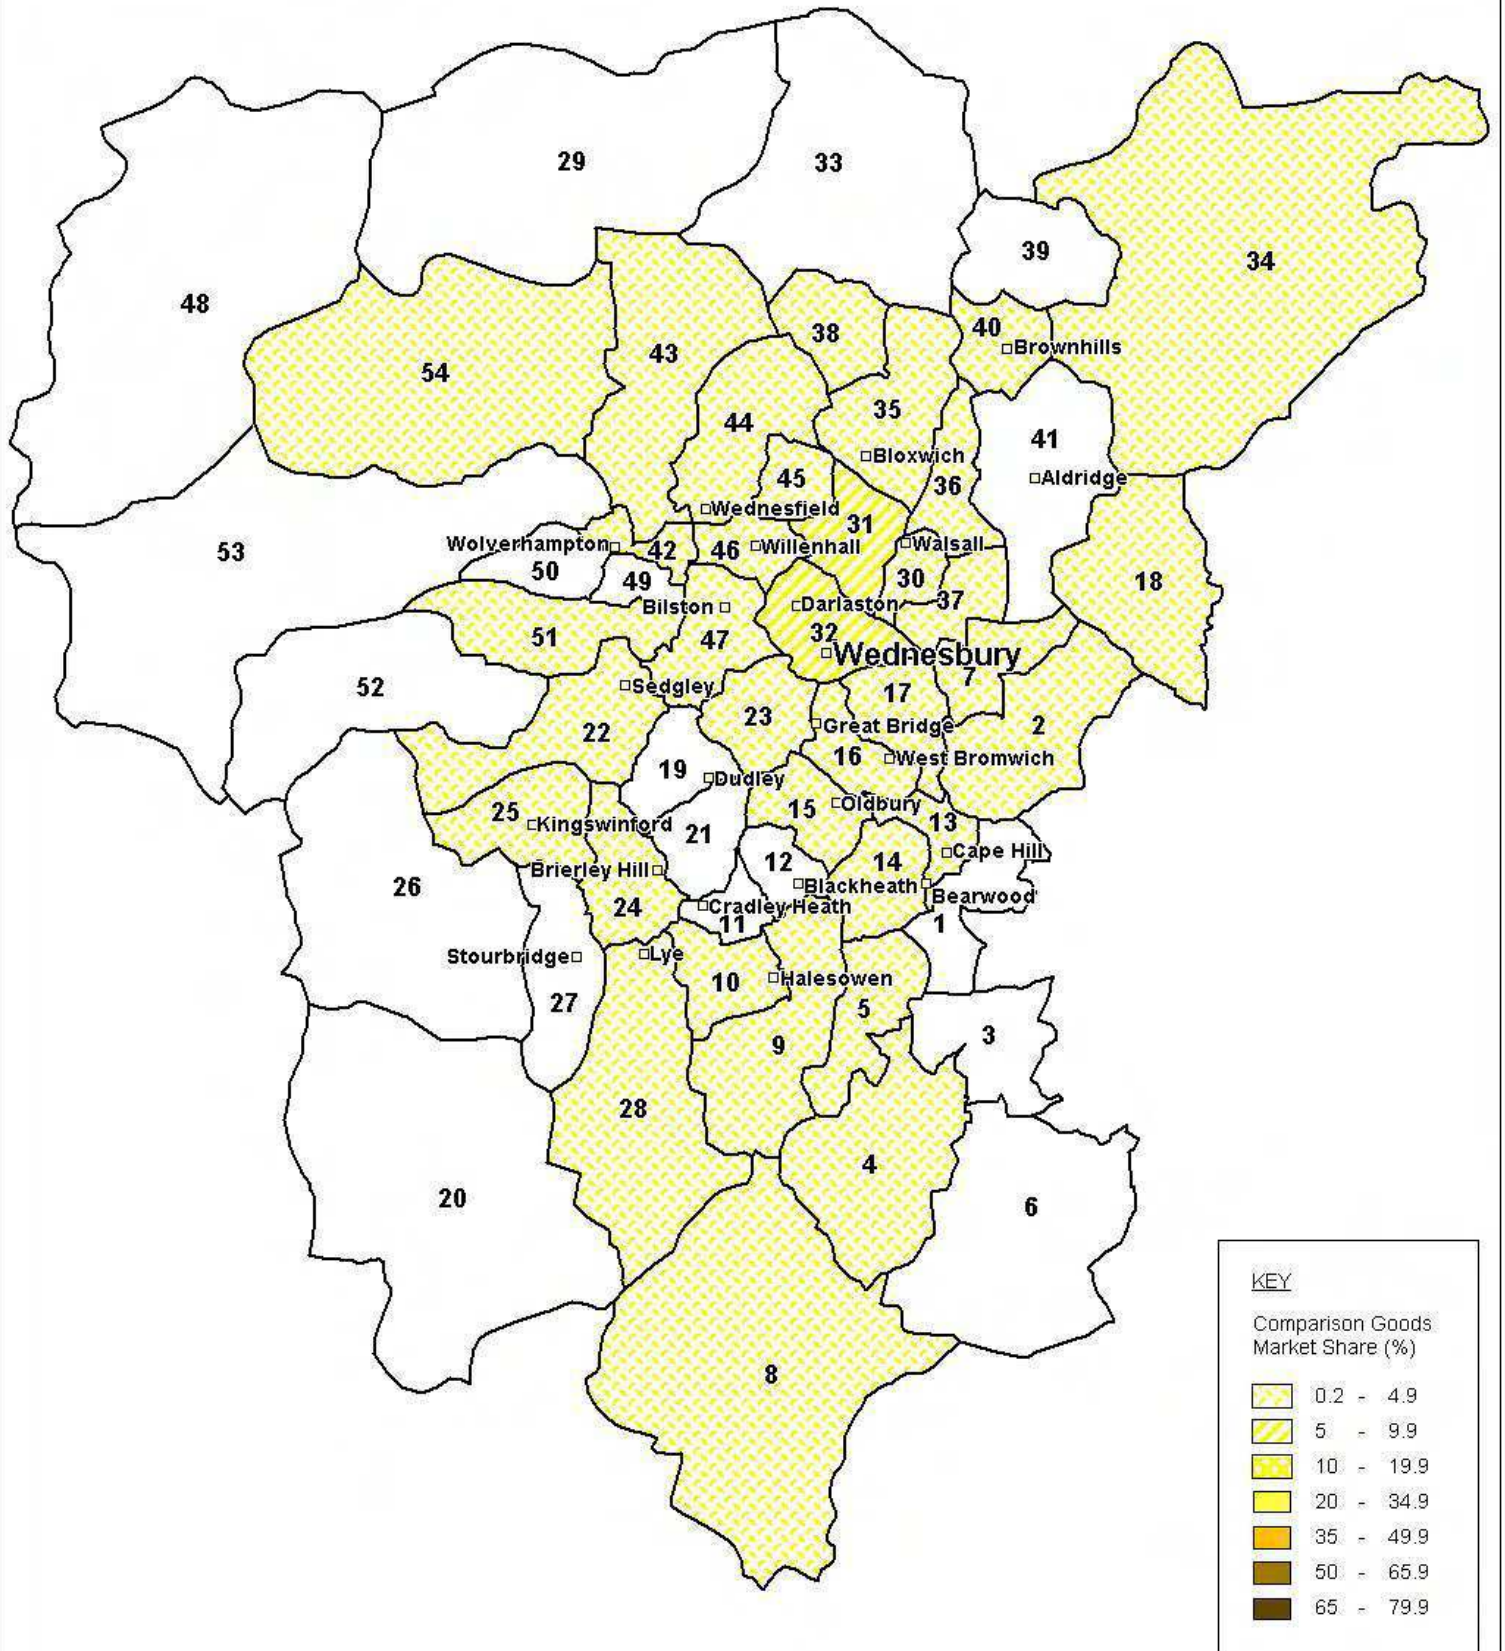 29
33
39
34
48
38
40
Brownhills
43
54
35
44
41
Bloxwich
45
Aldridge
36
Wednesfield
31
Wolverhampton
42
46
Willenhall
Walsall
53
50
49
30
18
37
Bilston
Darlaston
51
47
32
Wednesbury
7
52
Sedgley
17
22
23
Great Bridge
2
16
West Bromwich
19
Dudley
15
Oldbury
25
Kingswinford
13
21
Cape Hill
12
14
Brierley Hill
26
Blackheath
Bearwood
24
Cradley Heath
11
1
Stourbridge
Lye
10
Halesowen
27
5
9
3
28
4
20
6
8
KEY
Comparison Goods
Market Share (%)
0.2 - 4.9
5 - 9.9
10 - 19.9
20 - 34.9
35 - 49.9
50 - 65.9
65 - 79.9